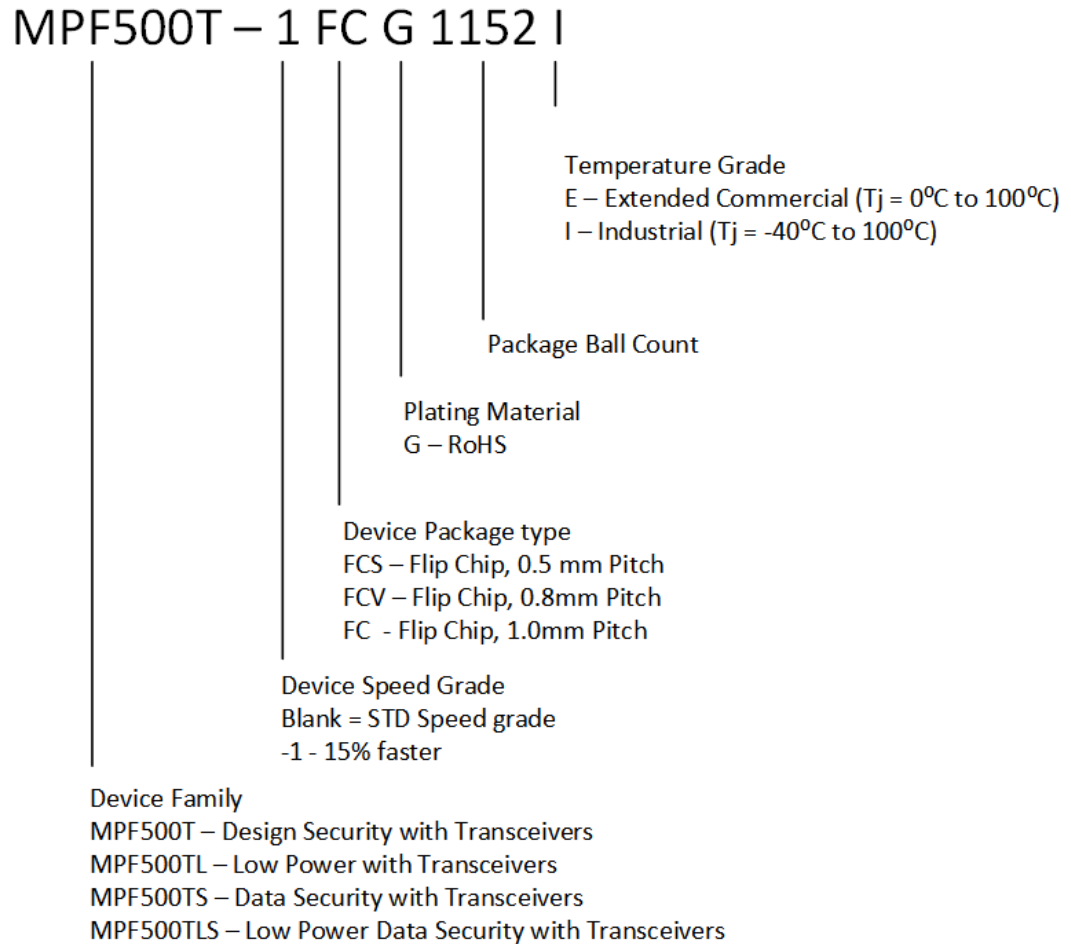 MPF500T – 1 FC G 1152 I
Temperature Grade
E – Extended Commercial (Tj = 0⁰C to 100⁰C)
I – Industrial (Tj = -40⁰C to 100⁰C)
Package Ball Count
Plating Material
G – RoHS
Device Package type
FCS – Flip Chip, 0.5 mm Pitch
FCV – Flip Chip, 0.8mm Pitch
FC - Flip Chip, 1.0mm Pitch
Device Speed Grade
Blank = STD Speed grade
-1 - 15% faster
Device Family
MPF500T – Design Security with Transceivers
MPF500TL – Low Power with Transceivers
MPF500TS – Data Security with Transceivers
MPF500TLS – Low Power Data Security with Transceivers